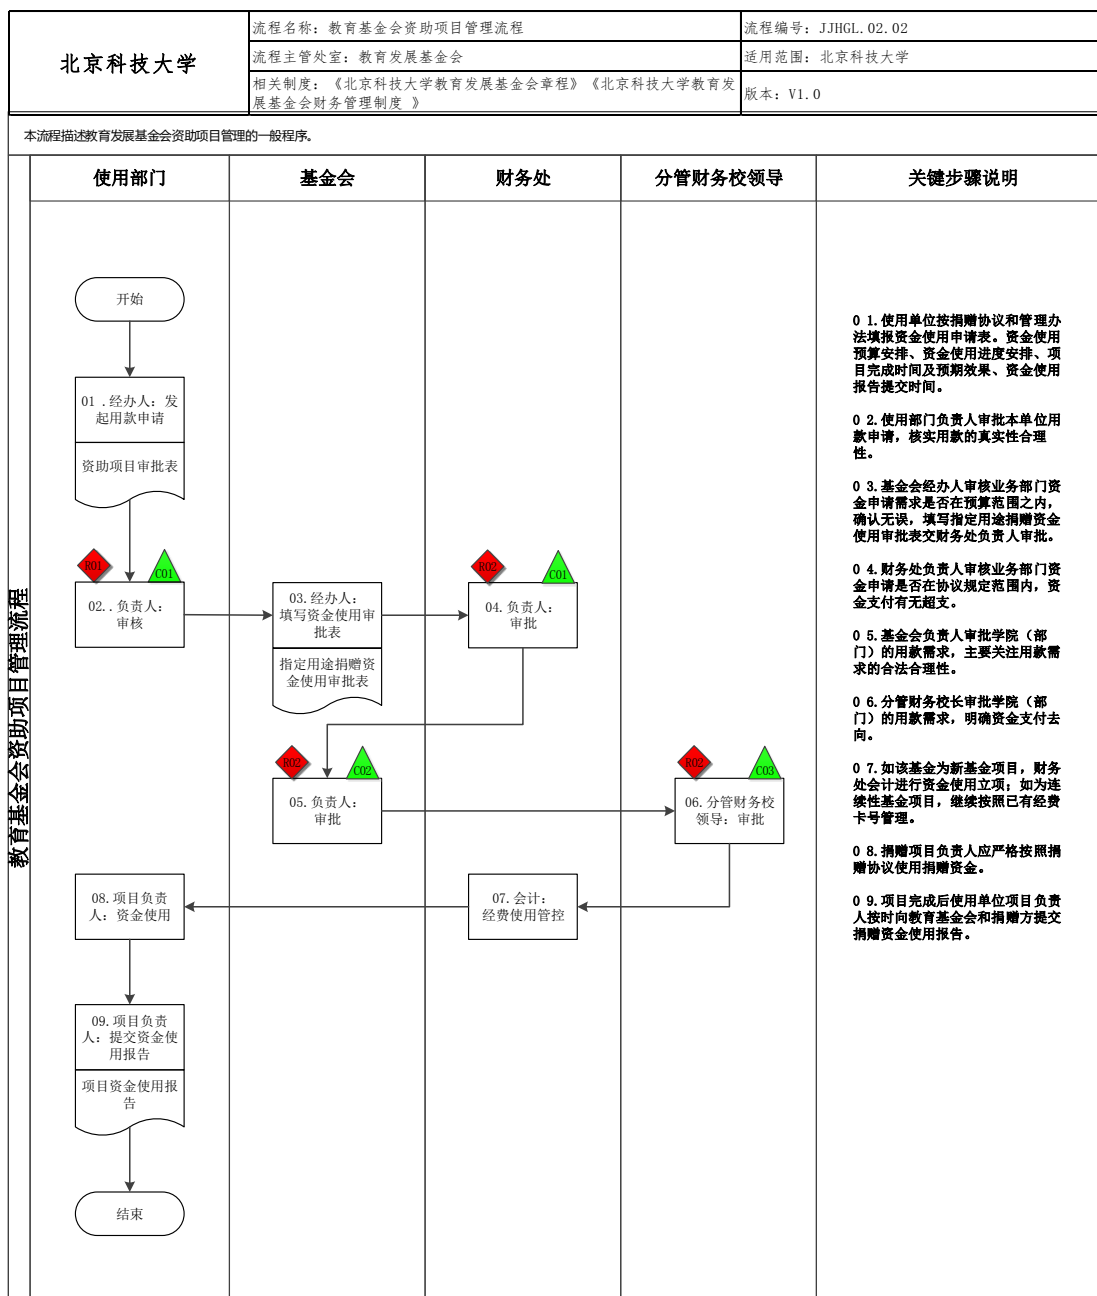 北京科技大学
流程名称: 教育基金会资助项目管理流程
流程编号: JJHGL.02.02
流程主管处室: 教育发展基金会
适用范围: 北京科技大学
相关制度: 《北京科技大学教育发展基金会章程》《北京科技大学教育发
展基金会财务管理制度 》
版本: V1.0
本流程描述教育发展基金会资助项目管理的一般程序。
教育基金会资助项目管理流程
使用部门
基金会
财务处
分管财务校领导
关键步骤说明
开始
01 .经办人: 发
起用款申请
资助项目审批表
R01
C01
02..负责人:
审核
03.经办人:
填写资金使用审
批表
指定用途捐赠资
金使用审批表
R02
C01
04.负责人:
审批
R02
C02
05.负责人:
审批
R02
C03
06.分管财务校
领导: 审批
07.会计:
经费使用管控
08.项目负责
人: 资金使用
09.项目负责
人: 提交资金使
用报告
项目资金使用报
告
结束
0 1.使用单位按捐赠协议和管理办
法填报资金使用申请表。资金使用
预算安排、资金使用进度安排、项
目完成时间及预期效果、资金使用
报告提交时间。
0 2.使用部门负责人审批本单位用
款申请，核实用款的真实性合理
性。
0 3.基金会经办人审核业务部门资
金申请需求是否在预算范围之内，
确认无误，填写指定用途捐赠资金
使用审批表交财务处负责人审批。
0 4.财务处负责人审核业务部门资
金申请是否在协议规定范围内，资
金支付有无超支。
0 5.基金会负责人审批学院（部
门）的用款需求，主要关注用款需
求的合法合理性。
0 6.分管财务校长审批学院（部
门）的用款需求，明确资金支付去
向。
0 7.如该基金为新基金项目，财务
处会计进行资金使用立项；如为连
续性基金项目，继续按照已有经费
卡号管理。
0 8.捐赠项目负责人应严格按照捐
赠协议使用捐赠资金。
0 9.项目完成后使用单位项目负责
人按时向教育基金会和捐赠方提交
捐赠资金使用报告。